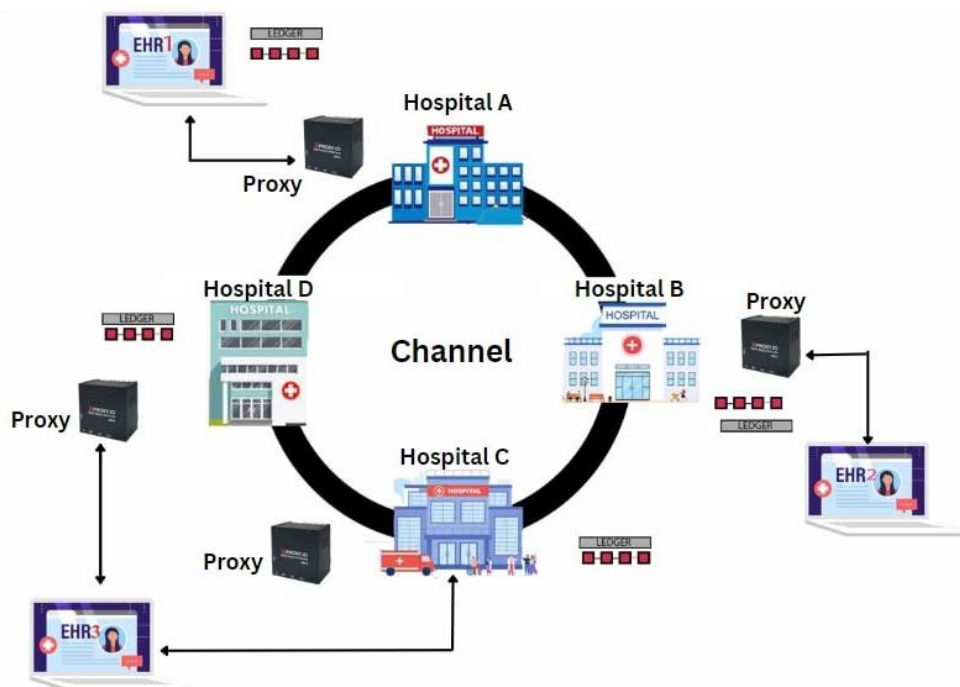 EHR1
LEDGER
Hospital A
HOSPITAL
Proxy
Hospital D
HOSPITAL
Hospital B
HOSPITAL
Proxy
LEDGER
Channel
Proxy
LEDGER
Hospital C
HOSPITAL
EHR2
Proxy
LEDGER
EHR3